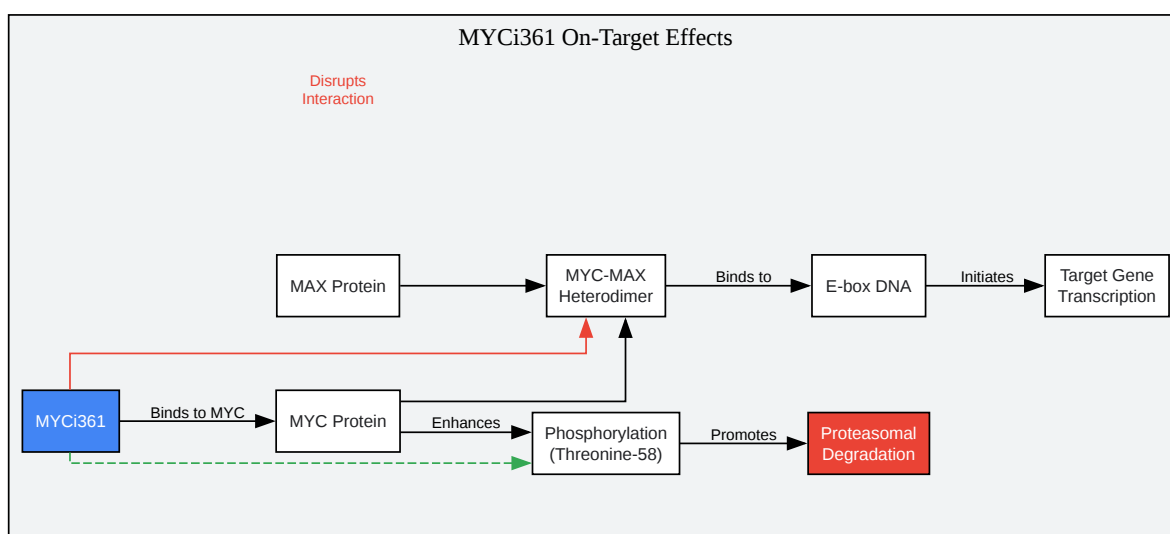 MYCi361 On-Target Effects
Disrupts
Interaction
MAX Protein
MYC-MAX
Heterodimer
Binds to
E-box DNA
Initiates
Target Gene
Transcription
MYCi361
Binds to MYC
MYC Protein
Enhances
Phosphorylation
(Threonine-58)
Promotes
Proteasomal
Degradation